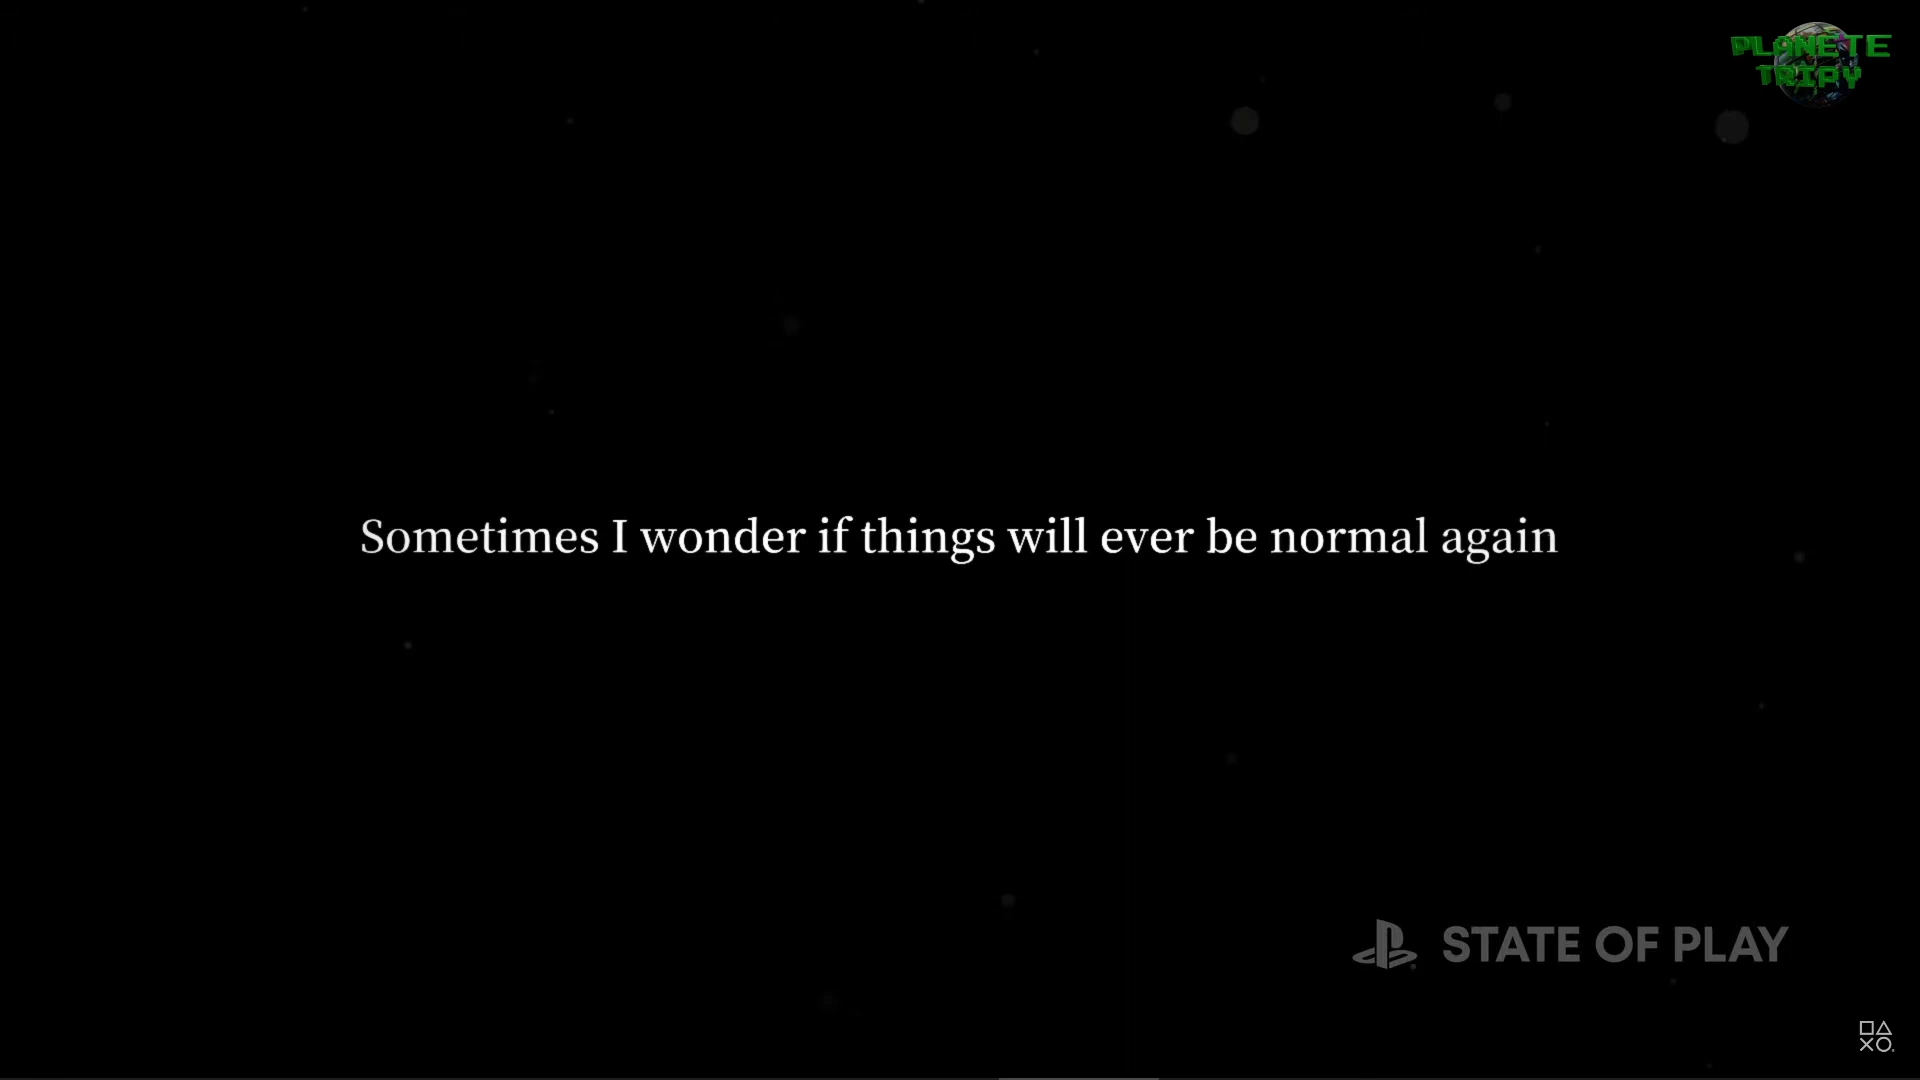 PLANETE
TRIPY
Sometimes I wonder if things will ever be normal again
STATE OF PLAY